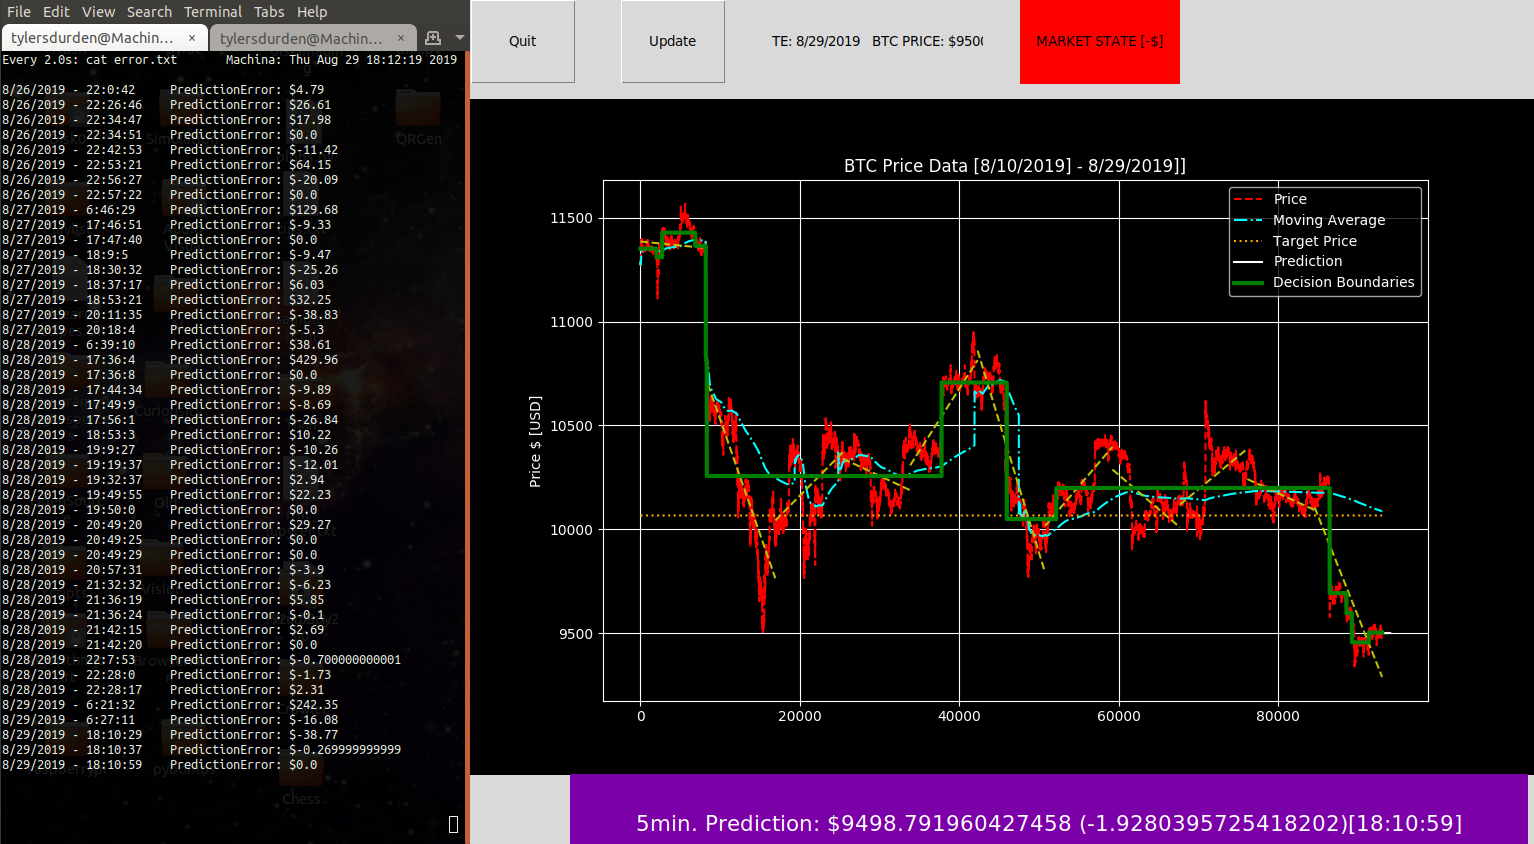 File Edit View Search Terminal Tabs Help
tylersdurden@Machin... × tylersdurden@Machin... ×
Every 2.0s: cat error.txt Machina: Thu Aug 29 18:12:19 2019
8/26/2019 - 22:0:42 PredictionError: $4.79
8/26/2019 - 22:26:46 PredictionError: $26.61
8/26/2019 - 22:34:47 PredictionError: $17.98
8/26/2019 - 22:34:51 PredictionError: $0.0
8/26/2019 - 22:42:53 PredictionError: $-11.42
8/26/2019 - 22:53:21 PredictionError: $64.15
8/26/2019 - 22:56:27 PredictionError: $-20.09
8/26/2019 - 22:57:22 PredictionError: $0.0
8/27/2019 - 6:46:29 PredictionError: $129.68
8/27/2019 - 17:46:51 PredictionError: $-9.33
8/27/2019 - 17:47:40 PredictionError: $0.0
8/27/2019 - 18:9:5 PredictionError: $-9.47
8/27/2019 - 18:30:32 PredictionError: $-25.26
8/27/2019 - 18:37:17 PredictionError: $6.03
8/27/2019 - 18:53:21 PredictionError: $32.25
8/27/2019 - 20:11:35 PredictionError: $-38.83
8/27/2019 - 20:18:4 PredictionError: $-5.3
8/28/2019 - 6:39:10 PredictionError: $38.61
8/28/2019 - 17:36:4 PredictionError: $429.96
8/28/2019 - 17:36:8 PredictionError: $0.0
8/28/2019 - 17:44:34 PredictionError: $-9.89
8/28/2019 - 17:49:9 PredictionError: $-8.69
8/28/2019 - 17:56:1 PredictionError: $-26.84
8/28/2019 - 18:53:3 PredictionError: $10.22
8/28/2019 - 19:9:27 PredictionError: $-10.26
8/28/2019 - 19:19:37 PredictionError: $-12.01
8/28/2019 - 19:32:37 PredictionError: $2.94
8/28/2019 - 19:49:55 PredictionError: $22.23
8/28/2019 - 19:50:0 PredictionError: $0.0
8/28/2019 - 20:49:20 PredictionError: $29.27
8/28/2019 - 20:49:25 PredictionError: $0.0
8/28/2019 - 20:49:29 PredictionError: $0.0
8/28/2019 - 20:57:31 PredictionError: $-3.9
8/28/2019 - 21:32:32 PredictionError: $-6.23
8/28/2019 - 21:36:19 PredictionError: $5.85
8/28/2019 - 21:36:24 PredictionError: $-0.1
8/28/2019 - 21:42:15 PredictionError: $2.69
8/28/2019 - 21:42:20 PredictionError: $0.0
8/28/2019 - 22:7:53 PredictionError: $-0.700000000001
8/28/2019 - 22:28:0 PredictionError: $-1.73
8/28/2019 - 22:28:17 PredictionError: $2.31
8/29/2019 - 6:21:32 PredictionError: $242.35
8/29/2019 - 6:27:11 PredictionError: $-16.08
8/29/2019 - 18:10:29 PredictionError: $-38.77
8/29/2019 - 18:10:37 PredictionError: $-0.269999999999
8/29/2019 - 18:10:59 PredictionError: $0.0
QRGen
Chess
Quit
Update
TE: 8/29/2019 BTC PRICE: $950
MARKET STATE [-$]
BTC Price Data [8/10/2019] - 8/29/2019]]
Price
Moving Average
Target Price
Prediction
Decision Boundaries
Price $ [USD]
11500
11000
10500
10000
9500
0 20000 40000 60000 80000
5min. Prediction: $9498.791960427458 (-1.9280395725418202)[18:10:59]